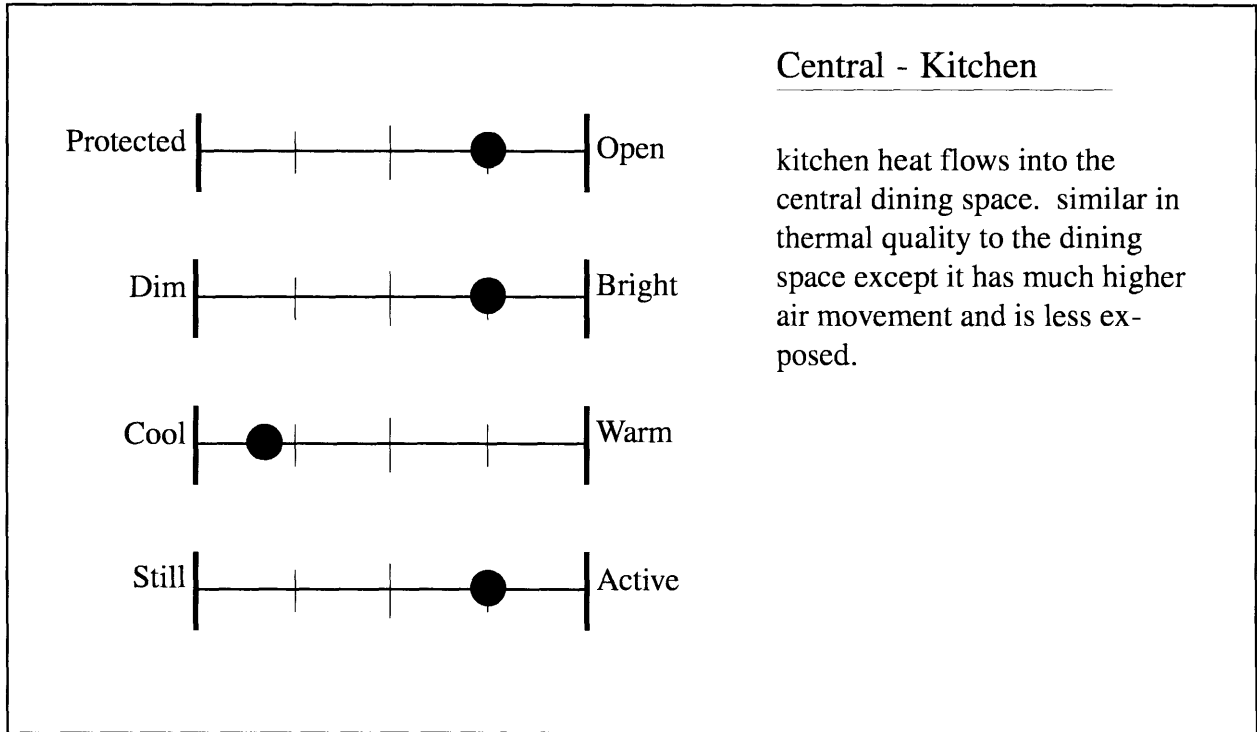 Central - Kitchen
Protected
Open
kitchen heat flows into the
central dining space.  similar in
thermal quality to the dining
space except it has much higher
air movement and is less ex-
posed.
Dim
Bright
Cool
Warm
Still
Active